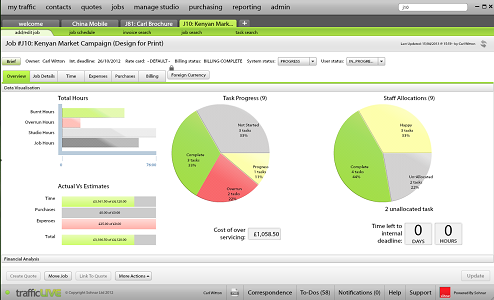 my traffic contacts quotes jobs manage studio purchasing reporting admin j10
welcome China Mobile J81: Carl Brochure J10: Kenyan Mark...
add/edit job job schedule invoice search job search task search
Job #J10: Kenyan Market Campaign (Design for Print)
Brief Owner: Carl Witton Int. deadline: 26/10/2012 Rate card: -DEFAULT- Billing status: BILLING-COMPLETE System status: PROGRESS User status: IN_PROGRE...
Overview Job Details Time Expenses Purchases Billing Foreign Currency
Data Visualisation
Total Hours
Burnt Hours
Overrun Hours
Studio Hours
Job Hours
0
Task Progress (9)
Not Started
3 tasks
33%
Complete
3 tasks
33%
Progress
1 tasks
11%
Overrun
2 tasks
22%
Staff Allocations (9)
Happy
3 tasks
33%
Complete
4 tasks
44%
Unallocated
2 tasks
22%
Actual Vs Estimates
Time
Purchases
Expenses
Total
Cost of over servicing: £1,058.50
2 unallocated task
Time left to internal deadline: 0 DAYS 0 HOURS
Financial Analysis
Create Quote Move Job Link To Quote More Actions Update
trafficLIVE Copyright © Sohnar Ltd 2012 Carl Witton Correspondence To-Dos (58) Notifications (0) Help Support Powered By Sohnar